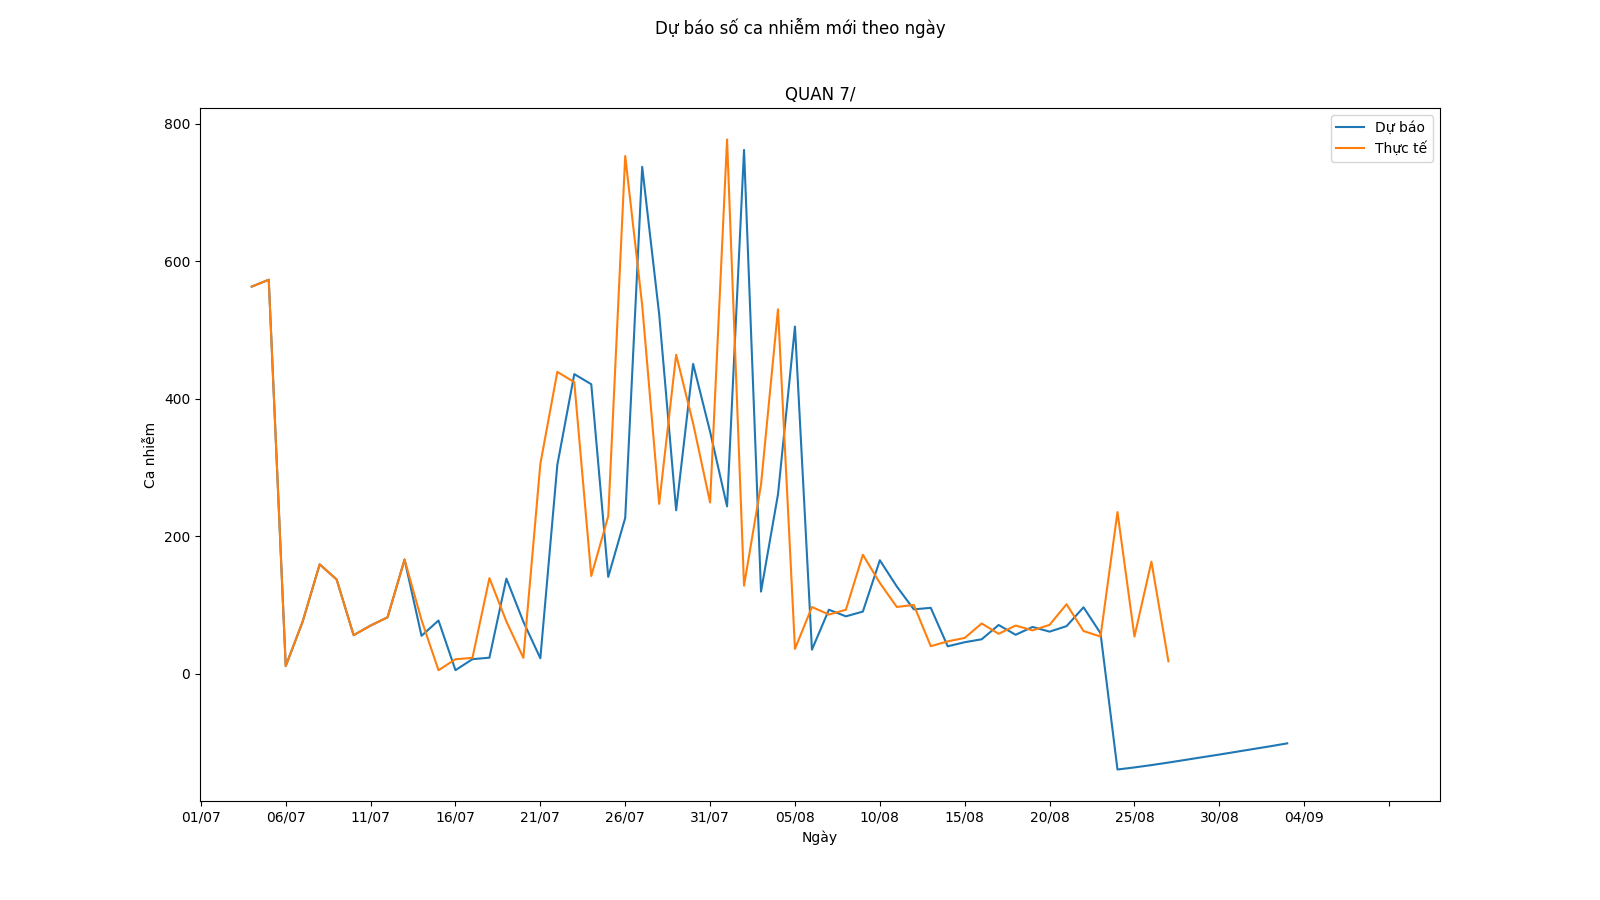 Dự báo số ca nhiễm mới theo ngày
QUAN 7/
Dự báo
Thực tế
800
600
400
200
0
Ca nhiễm
01/07 06/07 11/07 16/07 21/07 26/07 31/07 05/08 10/08 15/08 20/08 25/08 30/08 04/09
Ngày